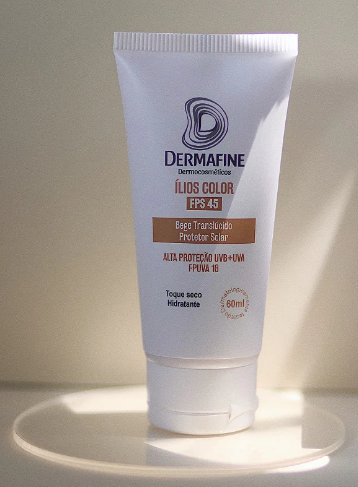 DERMAFINE
Dermocosméticos
ÍLIOS COLOR
FPS 45
Bege Translúcido
Protetor Solar
ALTA PROTEÇÃO UVB+UVA
FPUVA 16
Toque seco
Hidratante
60ml